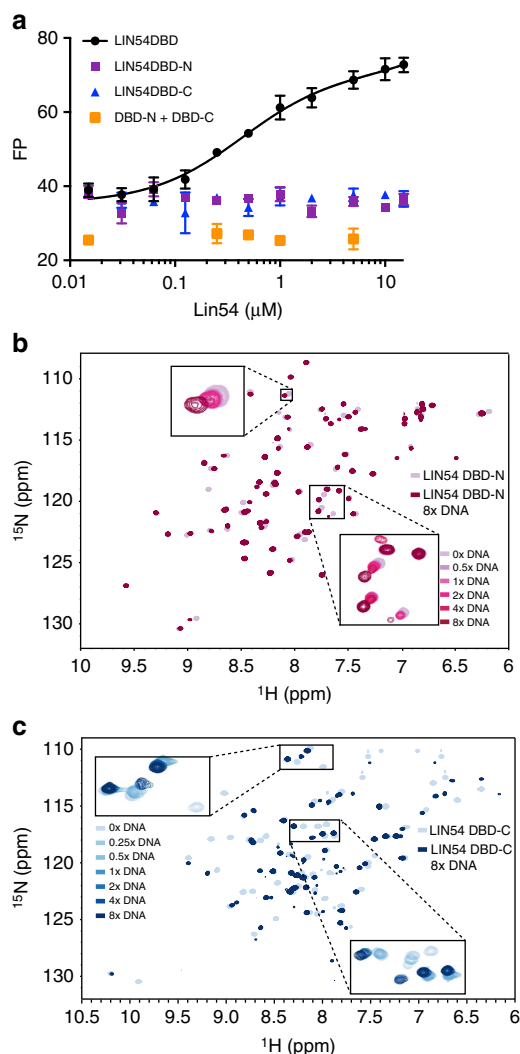 a
80
60
40
20
FP
LIN54DBD
LIN54DBD-N
LIN54DBD-C
DBD-N + DBD-C
0.01 0.1 1 10
Lin54 (μM)
b
110
115
120
125
130
15N (ppm)
LIN54 DBD-N
LIN54 DBD-N
8x DNA
0x DNA
0.5x DNA
1x DNA
2x DNA
4x DNA
8x DNA
10 9.5 9 8.5 8 7.5 7 6.5 6
1H (ppm)
c
110
115
120
125
130
15N (ppm)
0x DNA
0.25x DNA
0.5x DNA
1x DNA
2x DNA
4x DNA
8x DNA
LIN54 DBD-C
LIN54 DBD-C
8x DNA
10.5 10 9.5 9 8.5 8 7.5 7 6.5 6
1H (ppm)